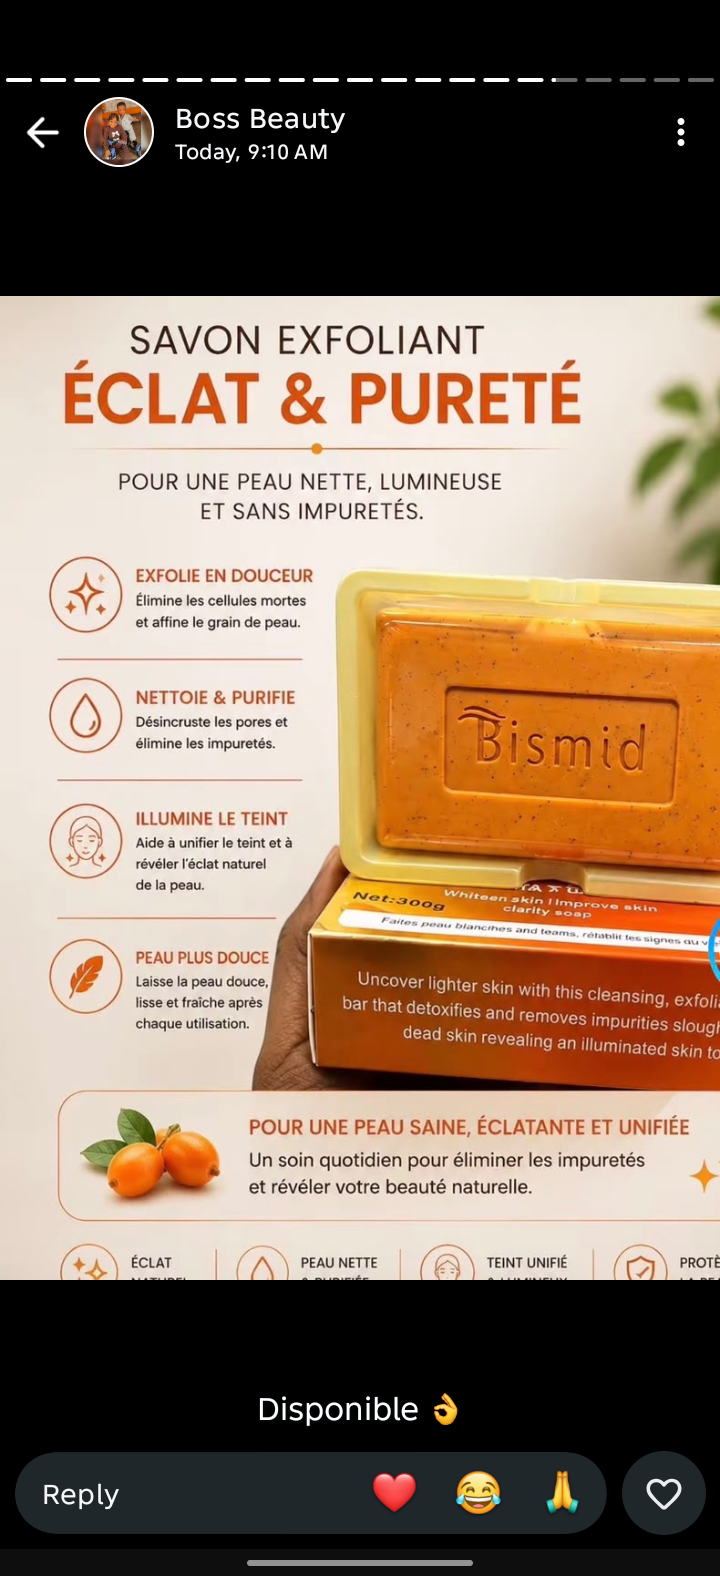 Boss Beauty
Today, 9:10 AM
SAVON EXFOLIANT
ÉCLAT & PURETÉ
POUR UNE PEAU NETTE, LUMINEUSE
ET SANS IMPURETÉS.
EXFOLIE EN DOUCEUR
Élimine les cellules mortes
et affine le grain de peau.
NETTOIE & PURIFIE
Désincruste les pores et
élimine les impuretés.
ILLUMINE LE TEINT
Aide à unifier le teint et à
révéler l'éclat naturel
de la peau.
PEAU PLUS DOUCE
Laisse la peau douce,
lisse et fraîche après
chaque utilisation.
Bismid
Net:300g
Whiteen skin | Improve skin
clarity soap
Faites peau blancihes and teams, rétablit tes signes du
Uncover lighter skin with this cleansing,
bar that detoxifies and removes impurities
dead skin revealing an illuminated skin
POUR UNE PEAU SAINE, ÉCLATANTE ET UNIFIÉE
Un soin quotidien pour éliminer les impuretés
et révéler votre beauté naturelle.
ÉCLAT
PEAU NETTE
TEINT UNIFIÉ
Disponible 👌
Reply